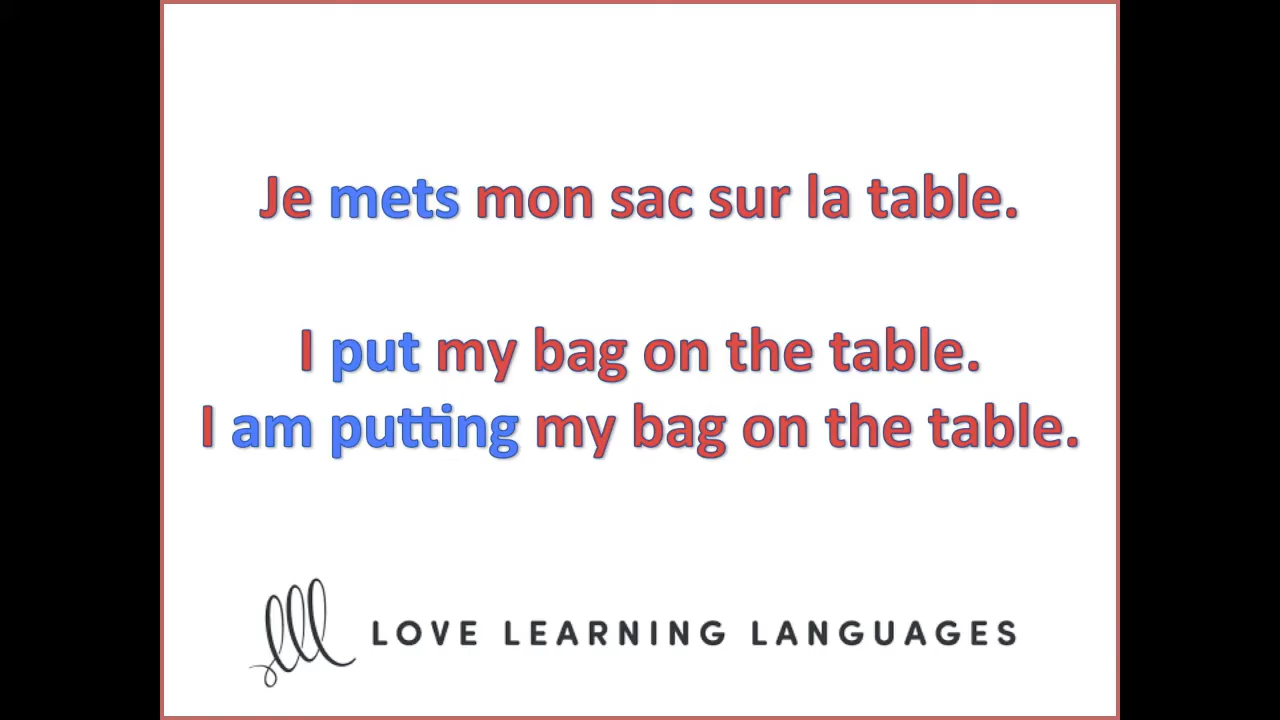 Je mets mon sac sur la table.
I put my bag on the table.
I am putting my bag on the table.
LOVE LEARNING LANGUAGES